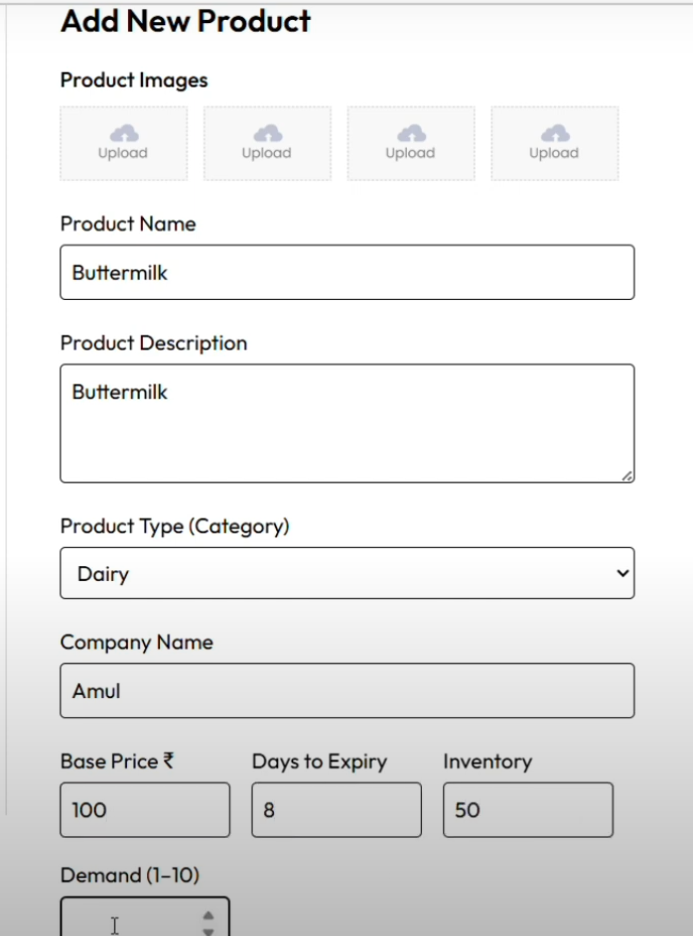 Add New Product
Product Images
Upload Upload Upload Upload
Product Name
Buttermilk
Product Description
Buttermilk
Product Type (Category)
Dairy
Company Name
Amul
Base Price ₹ Days to Expiry Inventory
100 8 50
Demand (1-10)